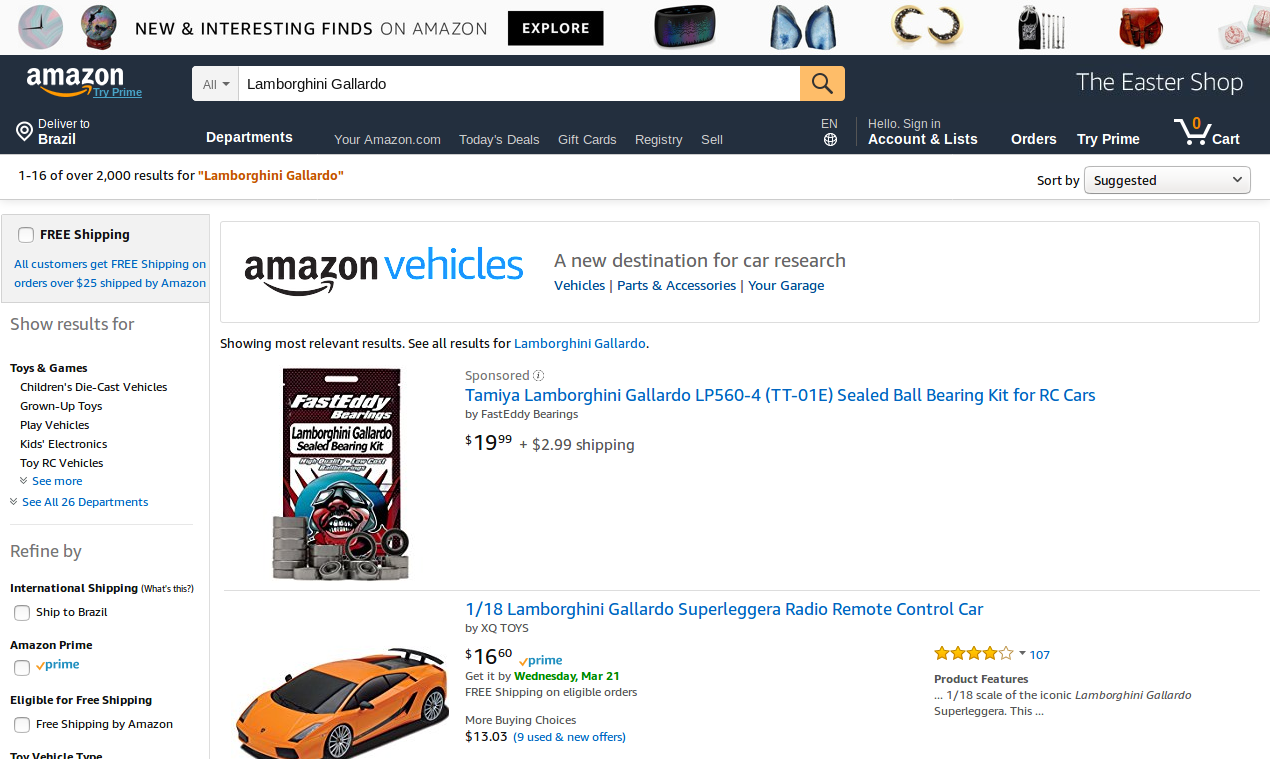 NEW & INTERESTING FINDS ON AMAZON EXPLORE
amazon
Try Prime
All
Lamborghini Gallardo
The Easter Shop
Deliver to
Brazil
Departments
Your Amazon.com Today's Deals Gift Cards Registry Sell
EN
Hello. Sign in
Account & Lists
Orders
Try Prime
0
Cart
1-16 of over 2,000 results for "Lamborghini Gallardo"
Sort by Suggested
FREE Shipping
All customers get FREE Shipping on
orders over $25 shipped by Amazon
Show results for
Toys & Games
Children's Die-Cast Vehicles
Grown-Up Toys
Play Vehicles
Kids' Electronics
Toy RC Vehicles
See more
See All 26 Departments
Refine by
International Shipping (What's this?)
Ship to Brazil
Amazon Prime
prime
Eligible for Free Shipping
Free Shipping by Amazon
Toy Vehicle Type
amazon vehicles
A new destination for car research
Vehicles | Parts & Accessories | Your Garage
Showing most relevant results. See all results for Lamborghini Gallardo.
FastEddy
Bearings
Lamborghini Gallardo
Sealed Bearing Kit
High Quality - Low Cost
Ballbearings
Sponsored
Tamiya Lamborghini Gallardo LP560-4 (TT-01E) Sealed Ball Bearing Kit for RC Cars
by FastEddy Bearings
$19 99 + $2.99 shipping
1/18 Lamborghini Gallardo Superleggera Radio Remote Control Car
by XQ TOYS
$16 60 prime
Get it by Wednesday, Mar 21
FREE Shipping on eligible orders
More Buying Choices
$13.03 (9 used & new offers)
107
Product Features
... 1/18 scale of the iconic Lamborghini Gallardo
Superleggera. This ...